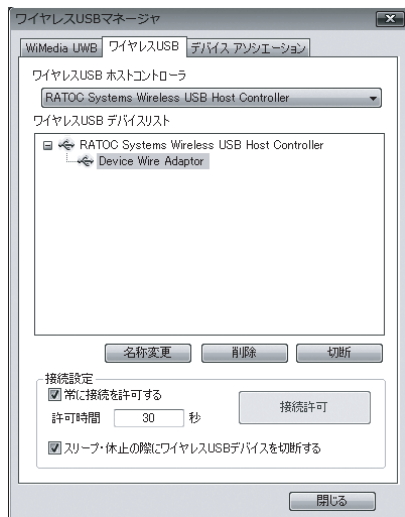 ワイヤレスUSBマネージャ
WiMedia UWB ワイヤレスUSB デバイス アソシエーション
ワイヤレスUSB ホストコントローラ
RATOC Systems Wireless USB Host Controller
ワイヤレスUSB デバイスリスト
RATOC Systems Wireless USB Host Controller
Device Wire Adaptor
名称変更 削除 切断
接続設定
常に接続を許可する
許可時間 30 秒
接続許可
スリープ・休止の際にワイヤレスUSBデバイスを切断する
閉じる